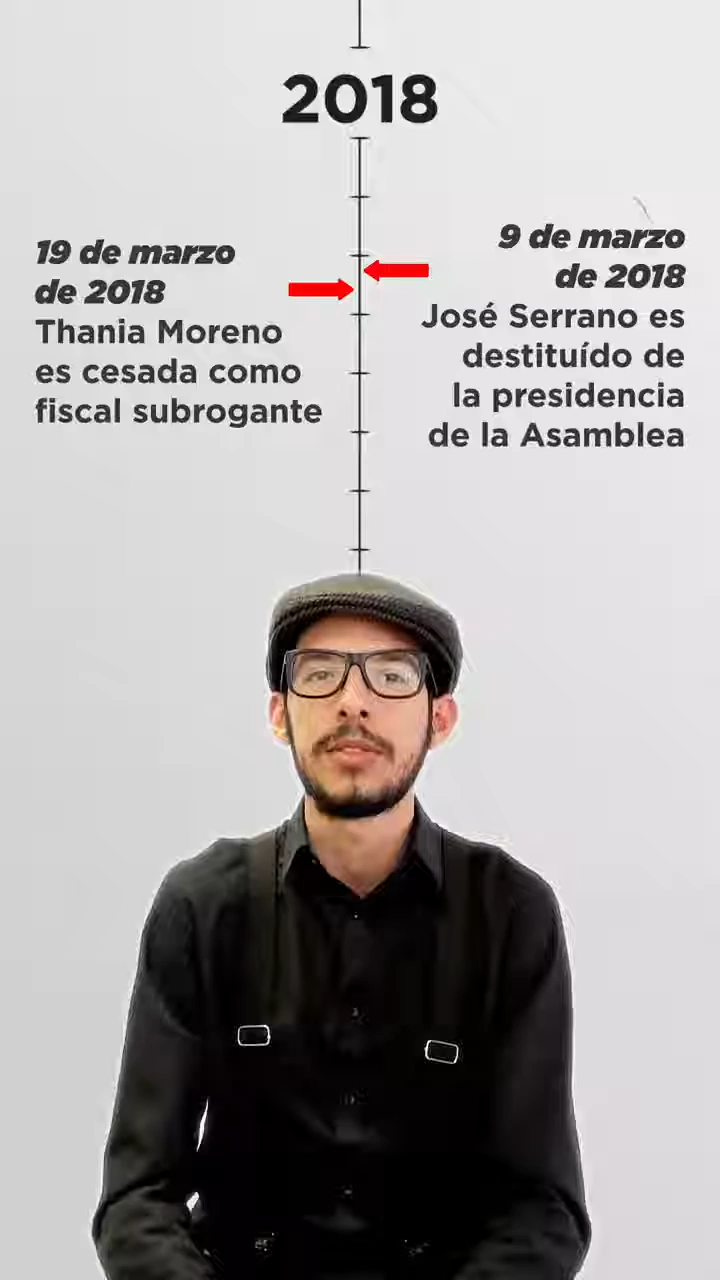 2018
19 de marzo
de 2018
Thania Moreno
es cesada como
fiscal subrogante
9 de marzo
de 2018
José Serrano es
destituído de
la presidencia
de la Asamblea